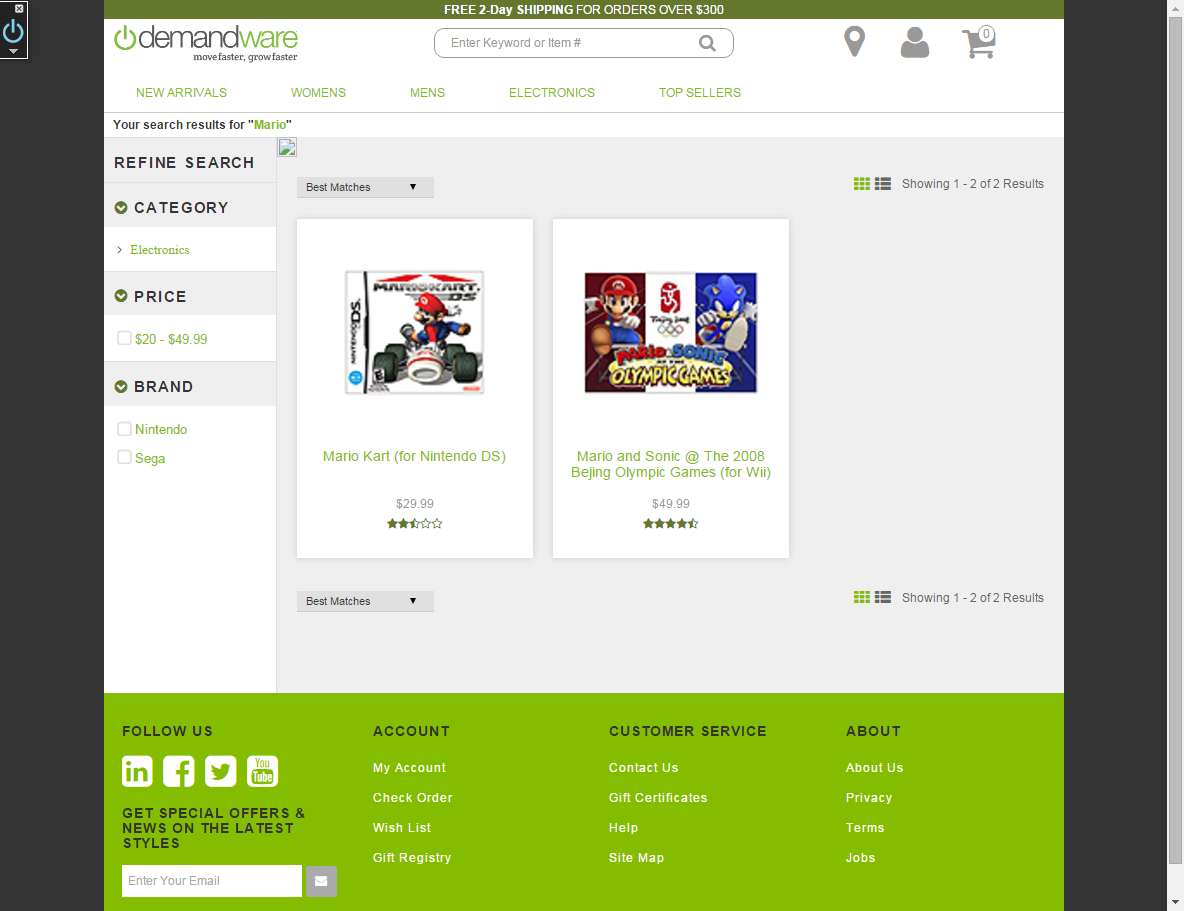 FREE 2-Day SHIPPING FOR ORDERS OVER $300
demandware
move faster, grow faster
Enter Keyword or Item #
0
NEW ARRIVALS WOMENS MENS ELECTRONICS TOP SELLERS
Your search results for "Mario"
REFINE SEARCH
CATEGORY
Electronics
PRICE
$20 - $49.99
BRAND
Nintendo
Sega
Best Matches
Showing 1 - 2 of 2 Results
MARIOKART DS
NINTENDO DS
Mario Kart (for Nintendo DS)
$29.99
MARIO & SONIC
AT THE
OLYMPIC GAMES
Mario and Sonic @ The 2008
Bejing Olympic Games (for Wii)
$49.99
Best Matches
Showing 1 - 2 of 2 Results
FOLLOW US
in
f
You
Tube
GET SPECIAL OFFERS &
NEWS ON THE LATEST
STYLES
Enter Your Email
ACCOUNT
My Account
Check Order
Wish List
Gift Registry
CUSTOMER SERVICE
Contact Us
Gift Certificates
Help
Site Map
ABOUT
About Us
Privacy
Terms
Jobs